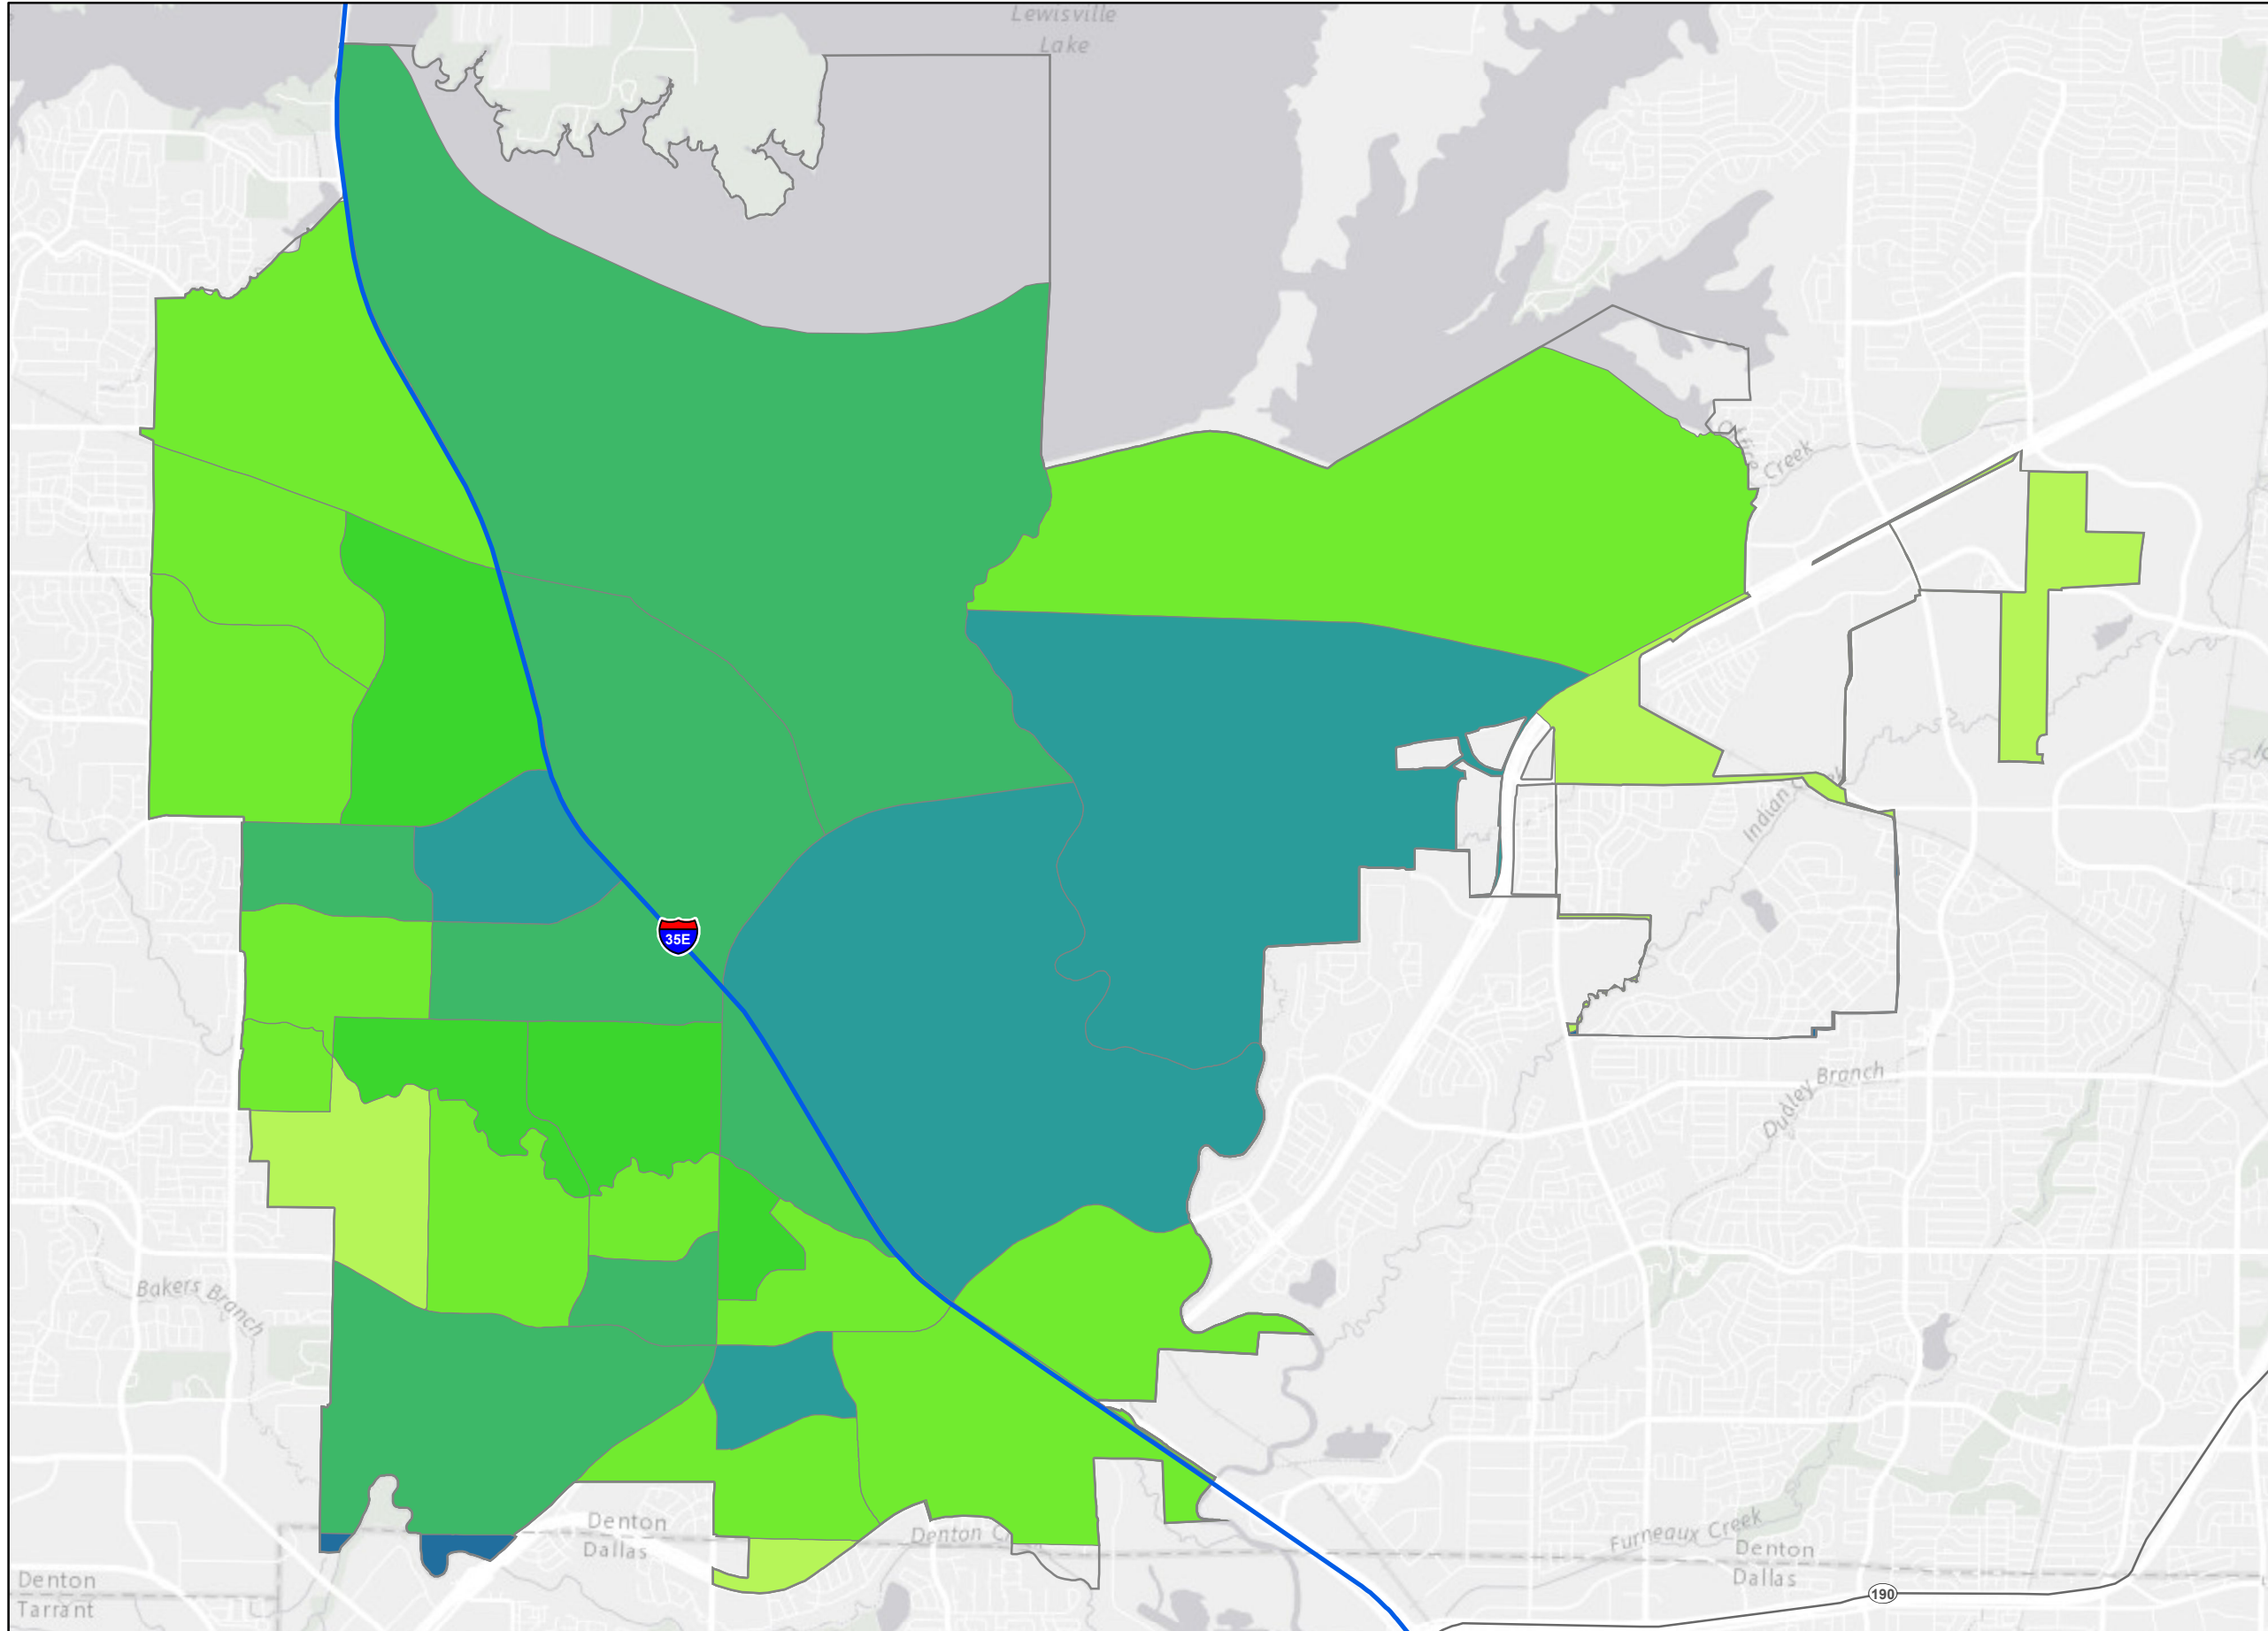 Lewisville
Lake
Creek
35E
Indian
Dudley Branch
Bakers Branch
Denton
Dallas
Denton
Furneaux Creek
Denton
Dallas
Denton
Tarrant
190